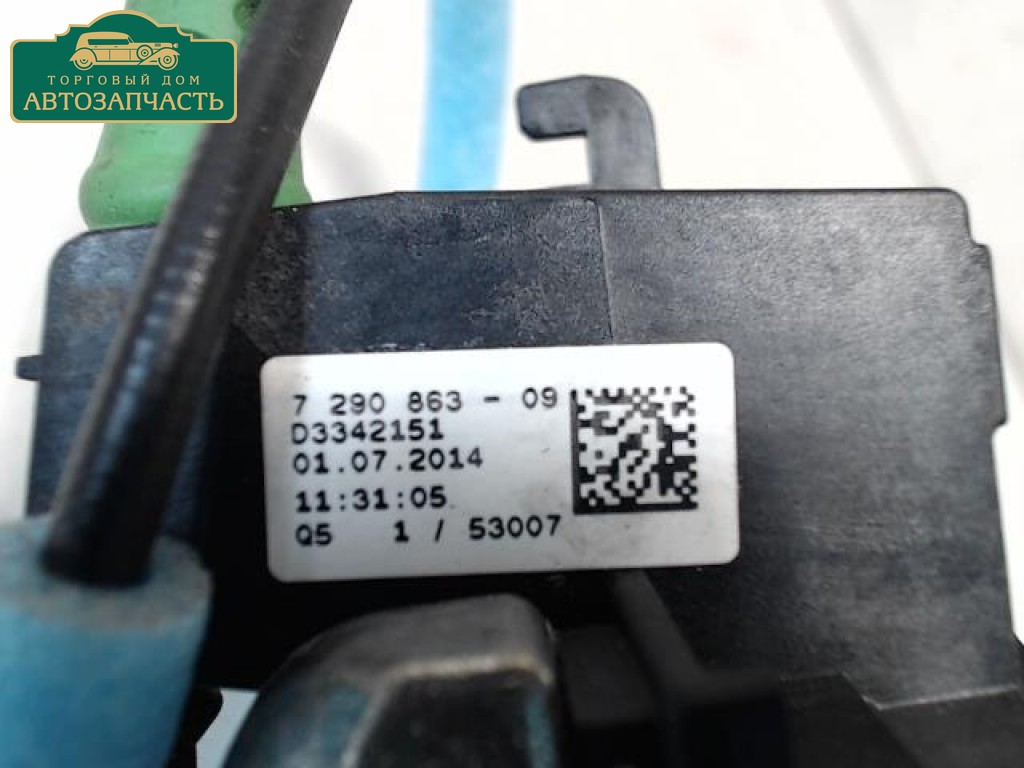 ТОРГОВЫЙ ДОМ
АВТОЗАПЧАСТЬ
7 290 863 - 09
D3342151
01.07.2014
11:31:05
Q5 1 / 53007